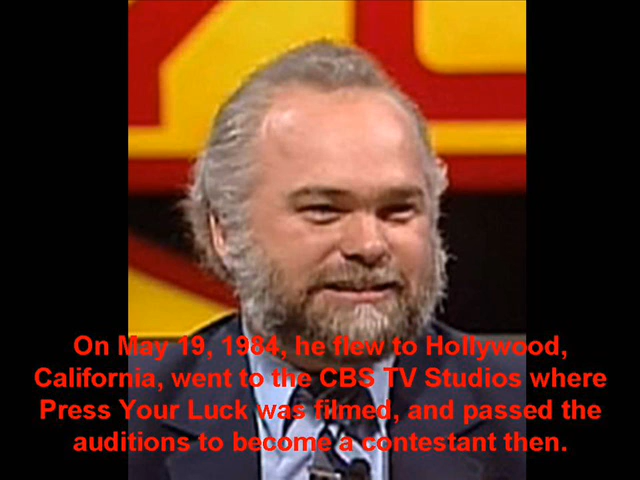 On May 19, 1984, he flew to Hollywood,
California, went to the CBS TV Studios where
Press Your Luck was filmed, and passed the
auditions to become a contestant then.